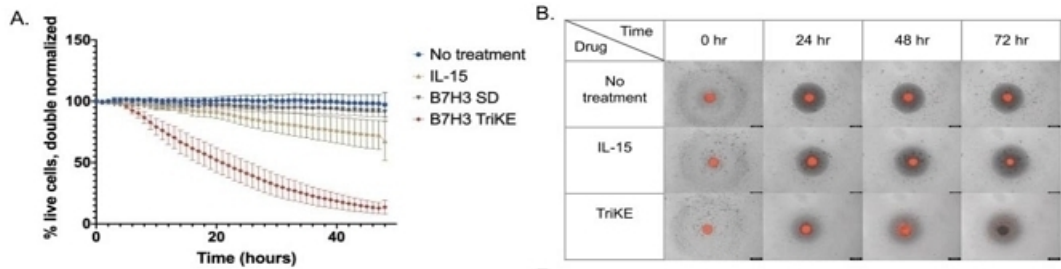 A.
150
100
50
0
0
20
40
% live cells, double normalized
Time (hours)
No treatment
IL-15
B7H3 SD
B7H3 TriKE
B.
Time
Drug
0 hr
24 hr
48 hr
72 hr
No
treatment
IL-15
TriKE